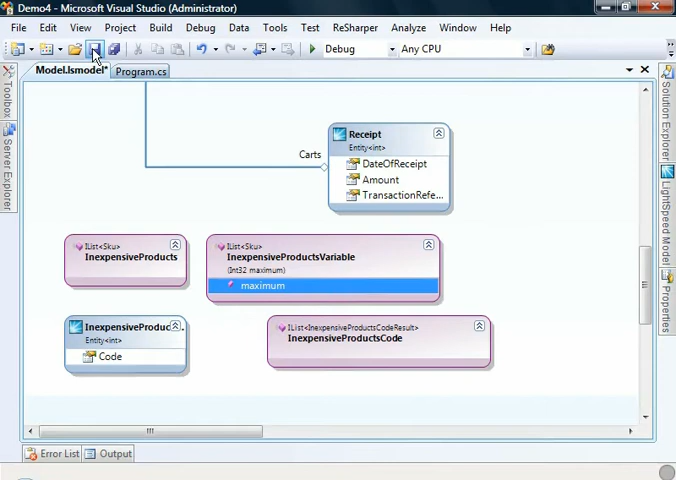 Demo4 - Microsoft Visual Studio (Administrator)
File Edit View Project Build Debug Data Tools Test ReSharper Analyze Window Help
Debug Any CPU
Model.lsmodel* Program.cs
Toolbox
Server Explorer
Solution Explorer
LightSpeed Model
Properties
Receipt
Entity<int>
Carts
DateOfReceipt
Amount
TransactionRefe...
IList<Sku>
InexpensiveProducts
IList<Sku>
InexpensiveProductsVariable
(Int32 maximum)
maximum
InexpensiveProduc...
Entity<int>
Code
IList<InexpensiveProductsCodeResult>
InexpensiveProductsCode
Error List Output